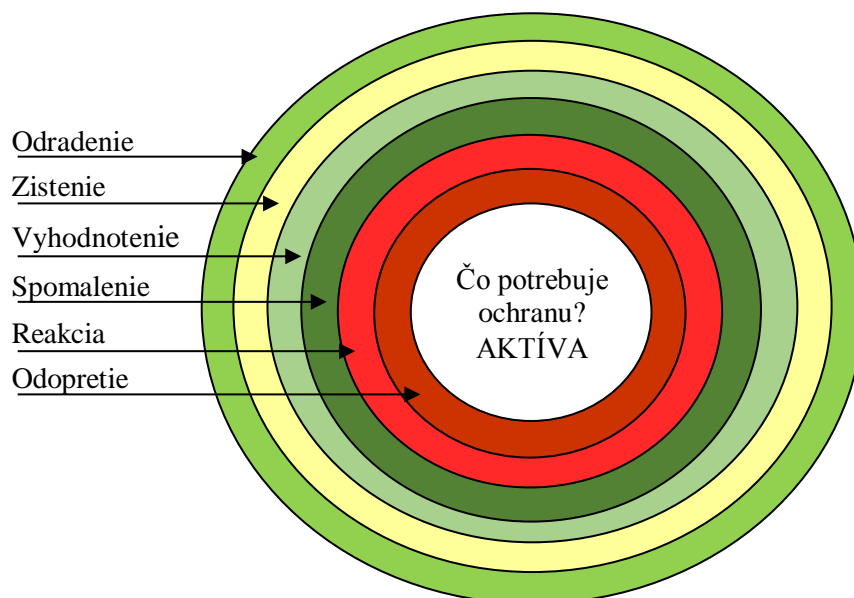 Odradenie
Zistenie
Vyhodnotenie
Spomalenie
Reakcia
Odopretie
Čo potrebuje
ochranu?
AKTÍVA